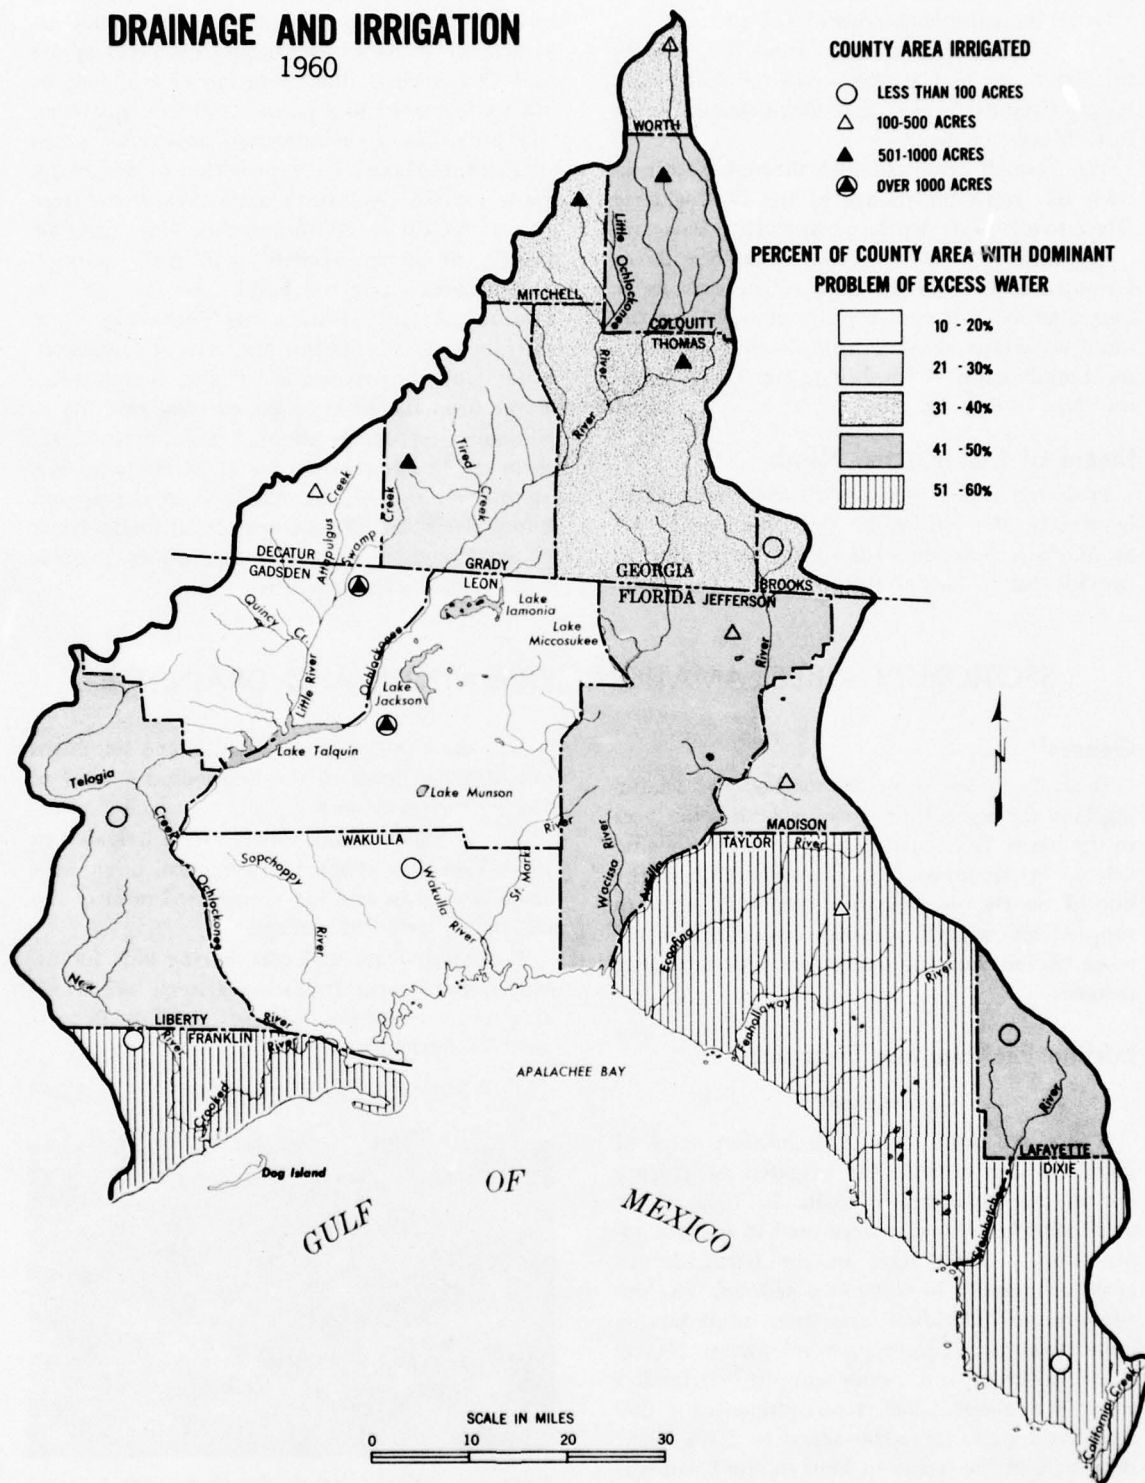 DRAINAGE AND IRRIGATION
1960
COUNTY AREA IRRIGATED
LESS THAN 100 ACRES
100-500 ACRES
501-1000 ACRES
OVER 1000 ACRES
PERCENT OF COUNTY AREA WITH DOMINANT
PROBLEM OF EXCESS WATER
10 - 20%
21 - 30%
31 - 40%
41 - 50%
51 - 60%
WORTH
Little Ochlockonee
River
MITCHELL
COLQUITT
THOMAS
Tired
Creek
Attapulgus
Creek
Swamp
Creek
DECATUR
GADSDEN
GRADY
LEON
GEORGIA
FLORIDA
BROOKS
JEFFERSON
Quincy
Cr.
Little River
Ochlockonee
Lake
Iamonia
Lake
Miccosukee
River
Lake
Jackson
Lake Talquin
Lake Munson
Telogia
Creek
WAKULLA
Sopchoppy
River
Ochlockonee
River
Wakulla River
St. Marks
River
Wacissa
River
Aucilla
MADISON
TAYLOR
River
Econfina
Fenholloway
River
New
River
LIBERTY
FRANKLIN
Crooked
River
Dog Island
APALACHEE BAY
GULF OF MEXICO
N
River
LAFAYETTE
DIXIE
Steinhatchee
California Creek
SCALE IN MILES
0 10 20 30